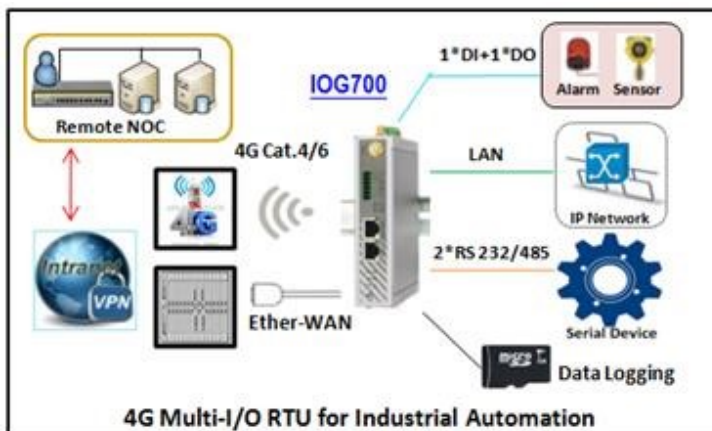 Remote NOC
IOG700
1*DI+1*DO
Alarm Sensor
4G Cat.4/6
4G
LAN
IP Network
Intranet
VPN
2*RS 232/485
Ether-WAN
Serial Device
micro
Data Logging
4G Multi-I/O RTU for Industrial Automation